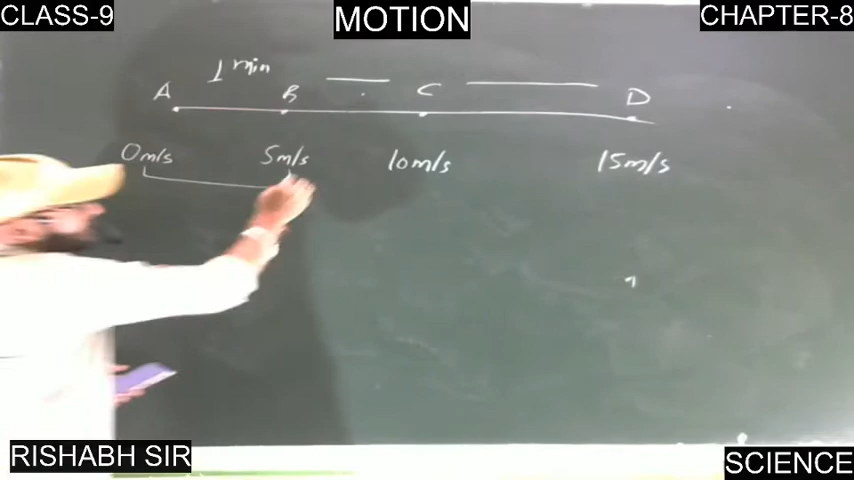 CLASS-9 MOTION CHAPTER-8
1 min
A B C D
0m/s 5m/s 10m/s 15m/s
RISHABH SIR SCIENCE